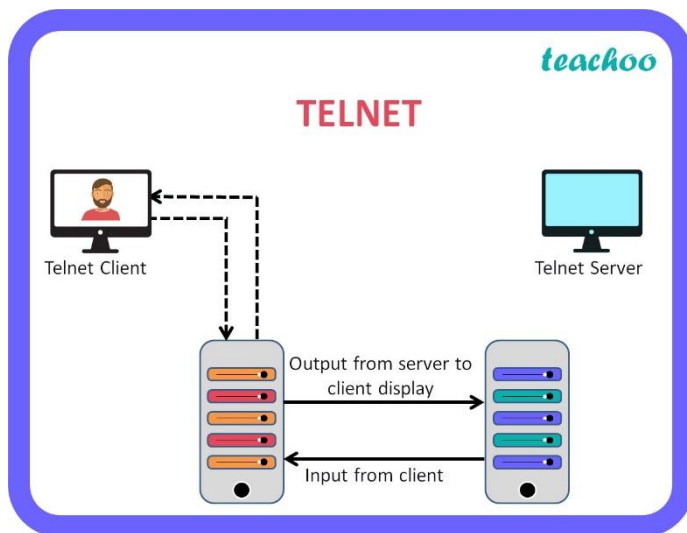 teachoo
TELNET
Telnet Client
Telnet Server
Output from server to
client display
Input from client